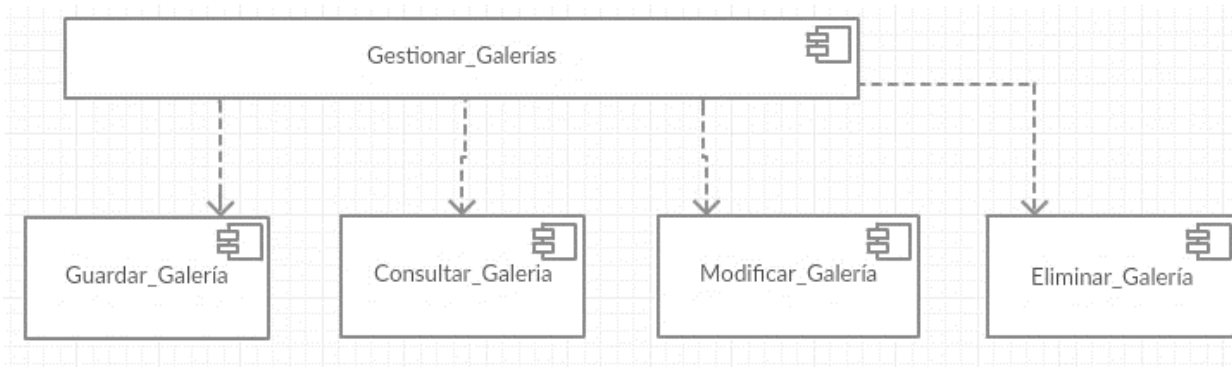 Gestionar_Galerías
Guardar_Galería
Consultar_Galeria
Modificar_Galería
Eliminar_Galería